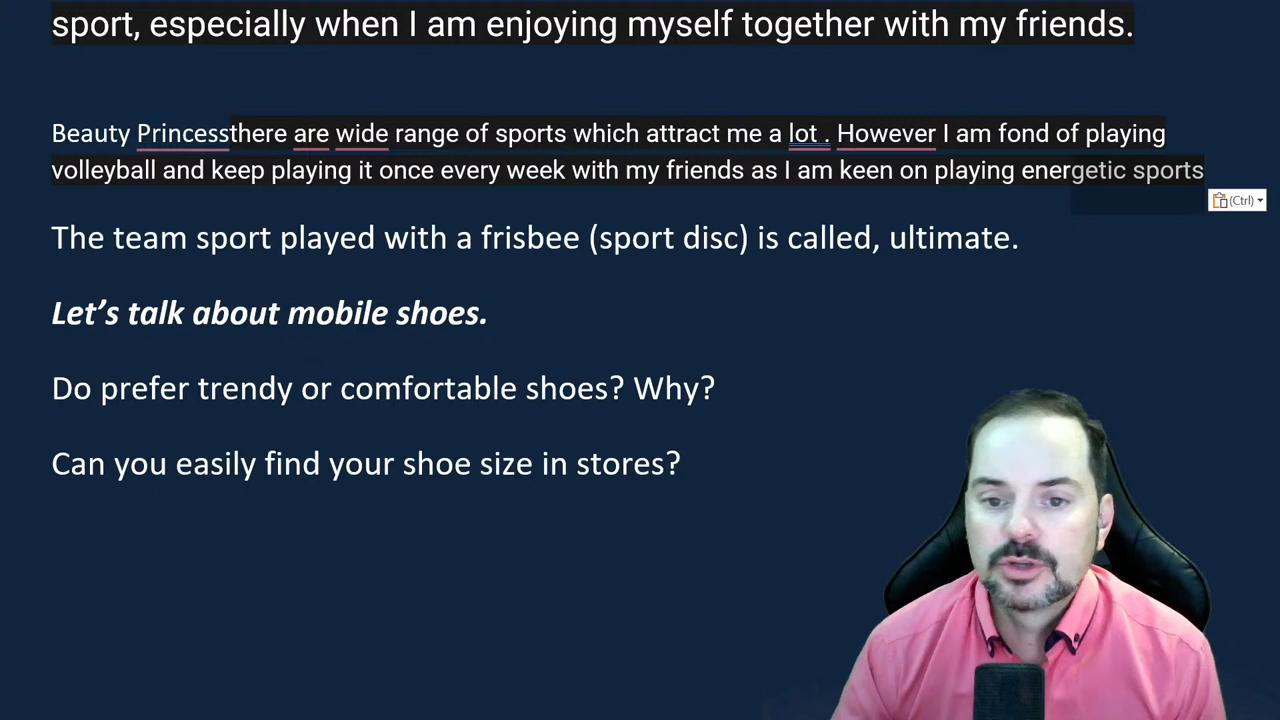 sport, especially when I am enjoying myself together with my friends.
Beauty Princessthere are wide range of sports which attract me a lot . However I am fond of playing
volleyball and keep playing it once every week with my friends as I am keen on playing energetic sports
(Ctrl)
The team sport played with a frisbee (sport disc) is called, ultimate.
Let’s talk about mobile shoes.
Do prefer trendy or comfortable shoes? Why?
Can you easily find your shoe size in stores?